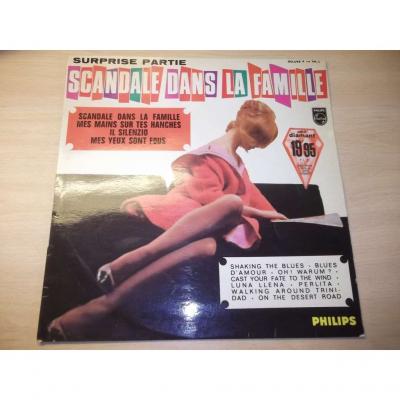 SURPRISE PARTIE
SCANDALE DANS LA FAMILLE
PHILIPS
SCANDALE DANS LA FAMILLE
MES MAINS SUR TES HANCHES
IL SILENZIO
MES YEUX SONT FOUS
diamant
19,95
SHAKING THE BLUES - BLUES
D'AMOUR - OH! WARUM? -
CAST YOUR FATE TO THE WIND -
LUNA LLENA - PERLITA -
WALKING AROUND TRINI-
DAD - ON THE DESERT ROAD
PHILIPS